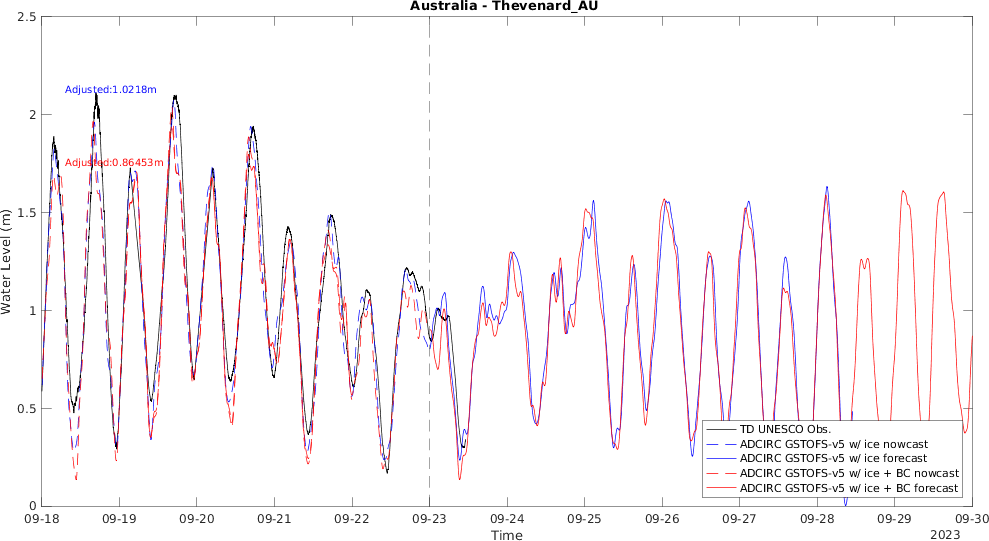 Australia - Thevenard_AU
2.5
2
1.5
1
0.5
0
Water Level (m)
Adjusted:1.0218m
Adjusted:0.86453m
TD UNESCO Obs.
ADCIRC GSTOFS-v5 w/ ice nowcast
ADCIRC GSTOFS-v5 w/ ice forecast
ADCIRC GSTOFS-v5 w/ ice + BC nowcast
ADCIRC GSTOFS-v5 w/ ice + BC forecast
09-18 09-19 09-20 09-21 09-22 09-23 09-24 09-25 09-26 09-27 09-28 09-29 09-30
Time
2023